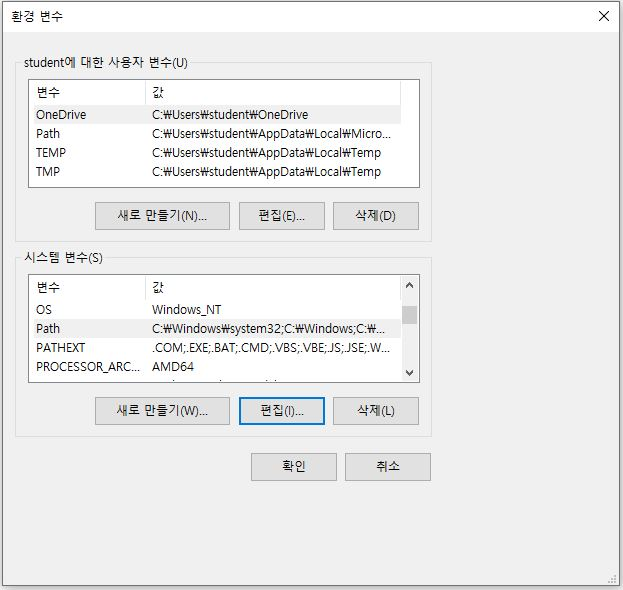 환경 변수
student에 대한 사용자 변수(U)
변수 값
OneDrive C:₩Users₩student₩OneDrive
Path C:₩Users₩student₩AppData₩Local₩Micro...
TEMP C:₩Users₩student₩AppData₩Local₩Temp
TMP C:₩Users₩student₩AppData₩Local₩Temp
새로 만들기(N)... 편집(E)... 삭제(D)
시스템 변수(S)
변수 값
OS Windows_NT
Path C:₩Windows₩system32;C:₩Windows;C:₩...
PATHEXT .COM;.EXE;.BAT;.CMD;.VBS;.VBE;.JS;.JSE;.W...
PROCESSOR_ARC... AMD64
새로 만들기(W)... 편집(I)... 삭제(L)
확인 취소